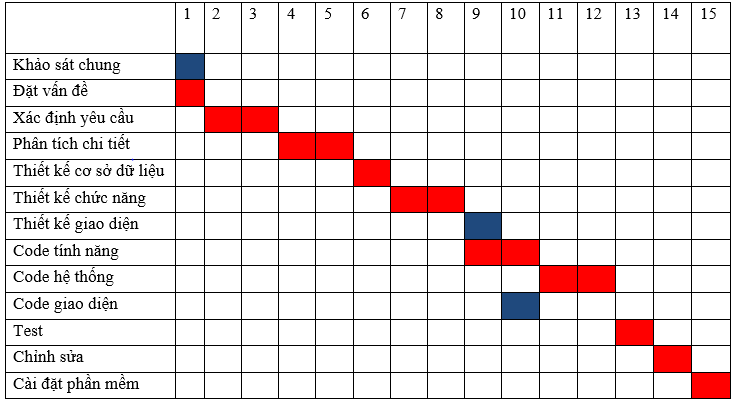 1 2 3 4 5 6 7 8 9 10 11 12 13 14 15
Khảo sát chung
Đặt vấn đề
Xác định yêu cầu
Phân tích chi tiết
Thiết kế cơ sở dữ liệu
Thiết kế chức năng
Thiết kế giao diện
Code tính năng
Code hệ thống
Code giao diện
Test
Chỉnh sửa
Cài đặt phần mềm